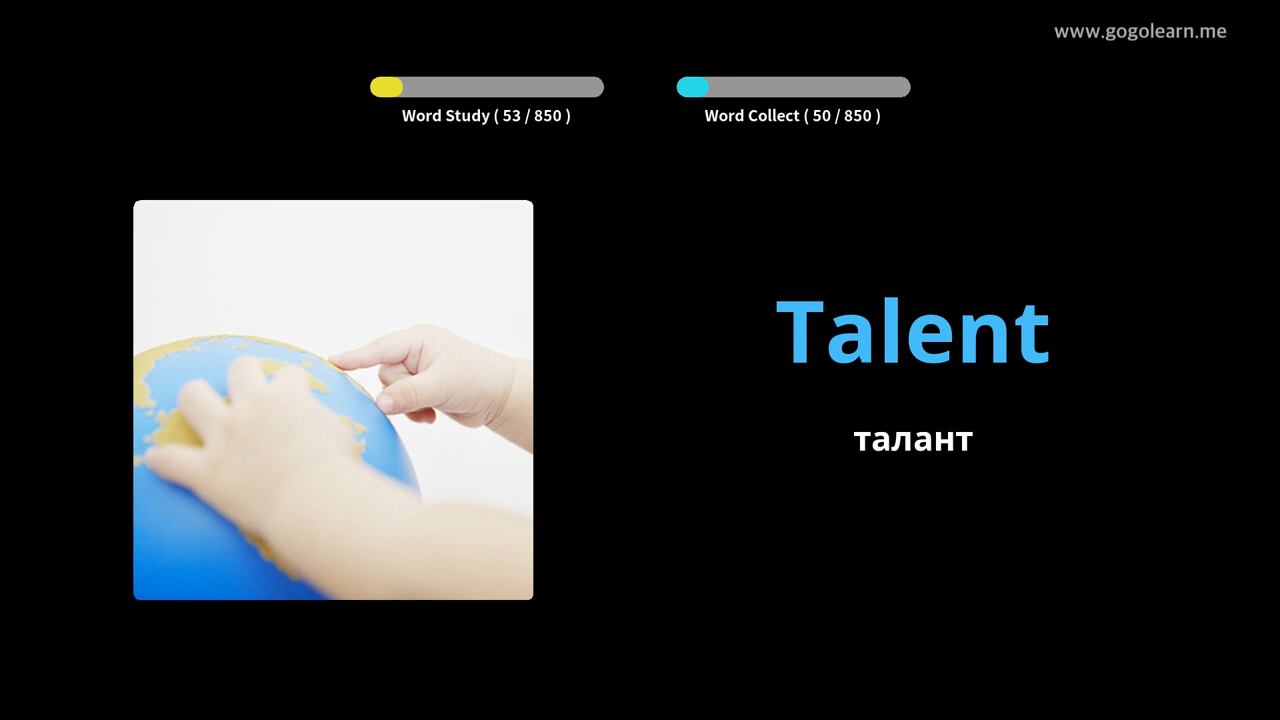 www.gogolearn.me
Word Study ( 53 / 850 )
Word Collect ( 50 / 850 )
Talent
талант